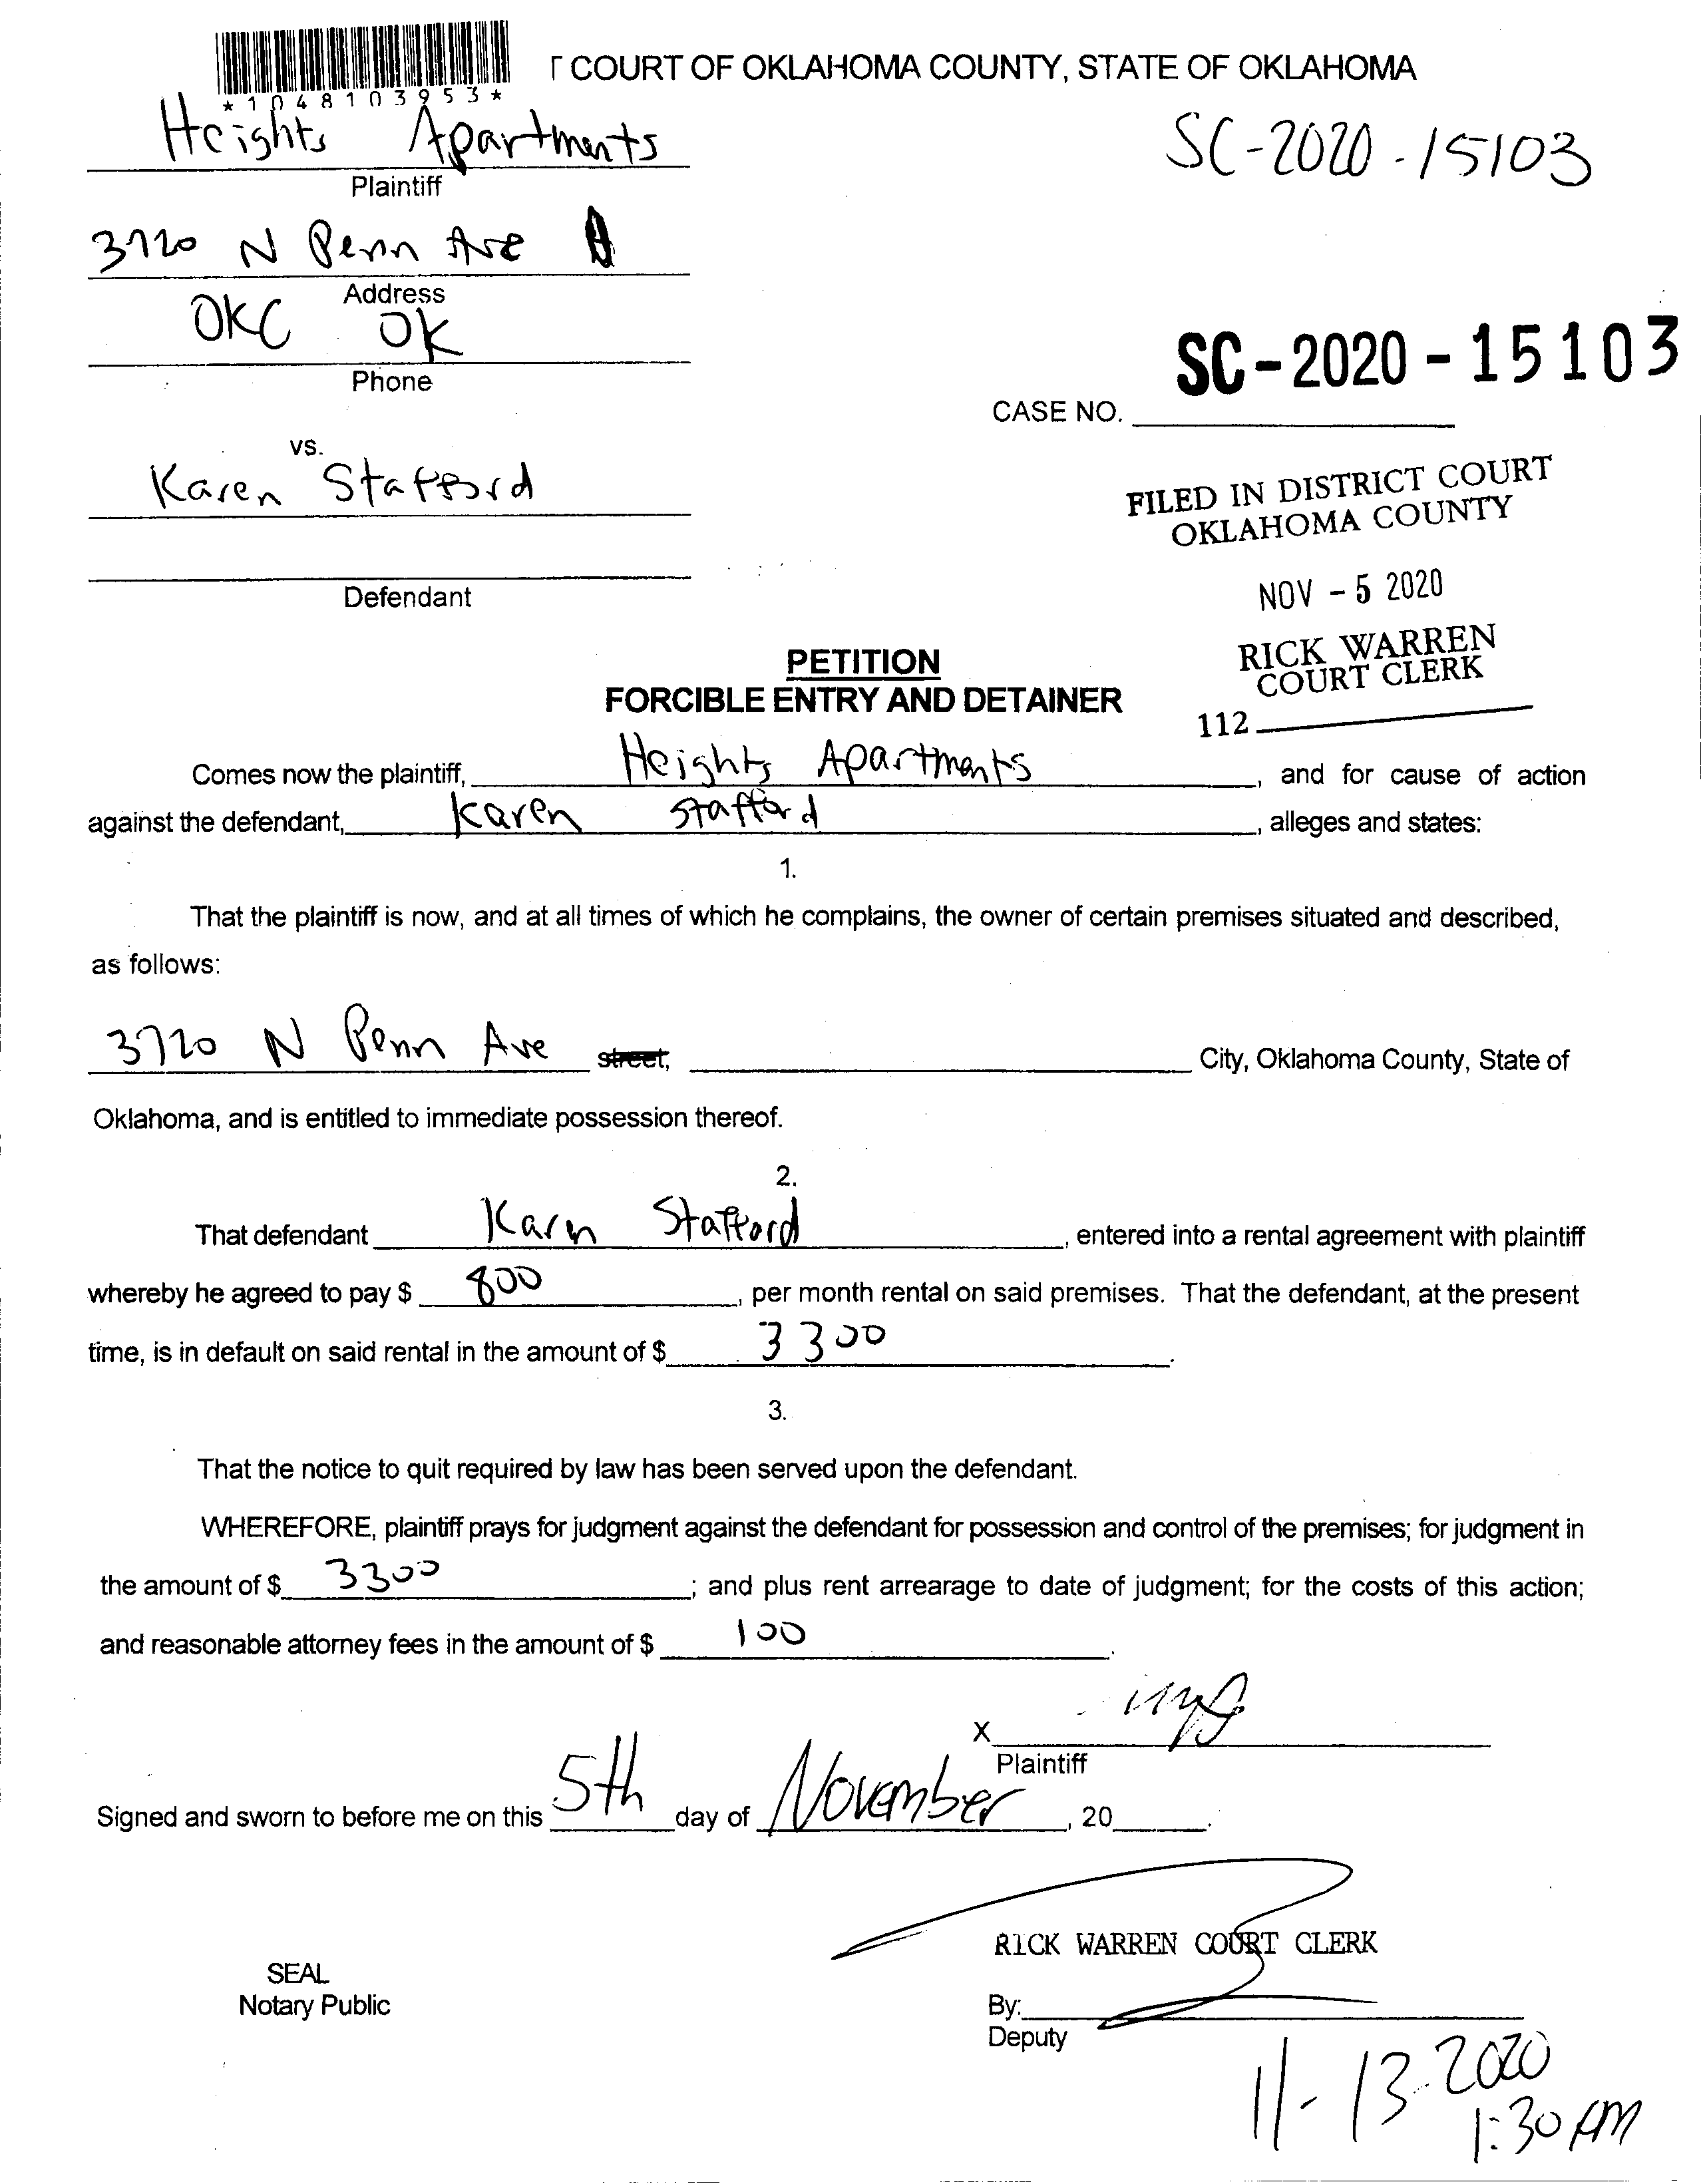 T COURT OF OKLAHOMA COUNTY, STATE OF OKLAHOMA
*1048103953*
Heights Apartments
SC-2020-15103
Plaintiff
3720 N Penn Ave
Address
OKC OK
Phone
SC-2020-15103
CASE NO.
vs.
Karen Stafford
FILED IN DISTRICT COURT
OKLAHOMA COUNTY
Defendant
NOV - 5 2020
RICK WARREN
COURT CLERK
112
PETITION
FORCIBLE ENTRY AND DETAINER
Comes now the plaintiff, Heights Apartments, and for cause of action
against the defendant, Karen Stafford, alleges and states:
1.
That the plaintiff is now, and at all times of which he complains, the owner of certain premises situated and described,
as follows:
3720 N Penn Ave street, City, Oklahoma County, State of
Oklahoma, and is entitled to immediate possession thereof.
2.
That defendant Karen Stafford, entered into a rental agreement with plaintiff
whereby he agreed to pay $ 800, per month rental on said premises. That the defendant, at the present
time, is in default on said rental in the amount of $ 3300.
3.
That the notice to quit required by law has been served upon the defendant.
WHEREFORE, plaintiff prays for judgment against the defendant for possession and control of the premises; for judgment in
the amount of $ 3300; and plus rent arrearage to date of judgment; for the costs of this action;
and reasonable attorney fees in the amount of $ 100.
X
Plaintiff
Signed and sworn to before me on this 5th day of November, 20 .
RICK WARREN COURT CLERK
SEAL
Notary Public
By:
Deputy
11-13-2020
1:30 PM